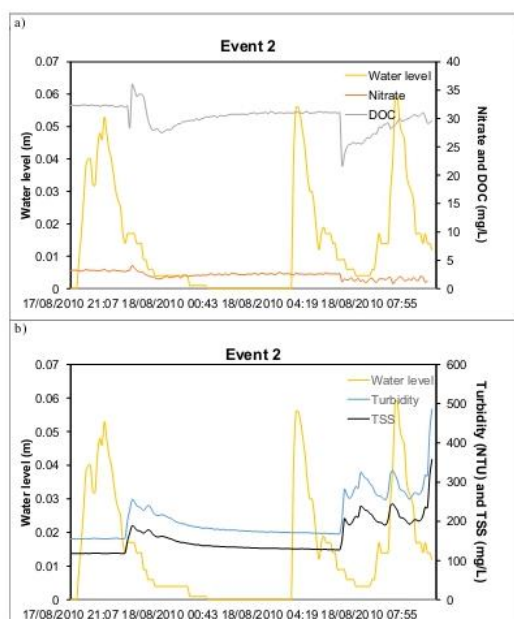 a)
Event 2
0.07
0.06
0.05
0.04
0.03
0.02
0.01
0
Water level (m)
Water level
Nitrate
DOC
40
35
30
25
20
15
10
5
0
Nitrate and DOC (mg/L)
17/08/2010 21:07 18/08/2010 00:43 18/08/2010 04:19 18/08/2010 07:55
b)
Event 2
0.07
0.06
0.05
0.04
0.03
0.02
0.01
0
Water level (m)
Water level
Turbidity
TSS
600
500
400
300
200
100
0
Turbidity (NTU) and TSS (mg/L)
17/08/2010 21:07 18/08/2010 00:43 18/08/2010 04:19 18/08/2010 07:55